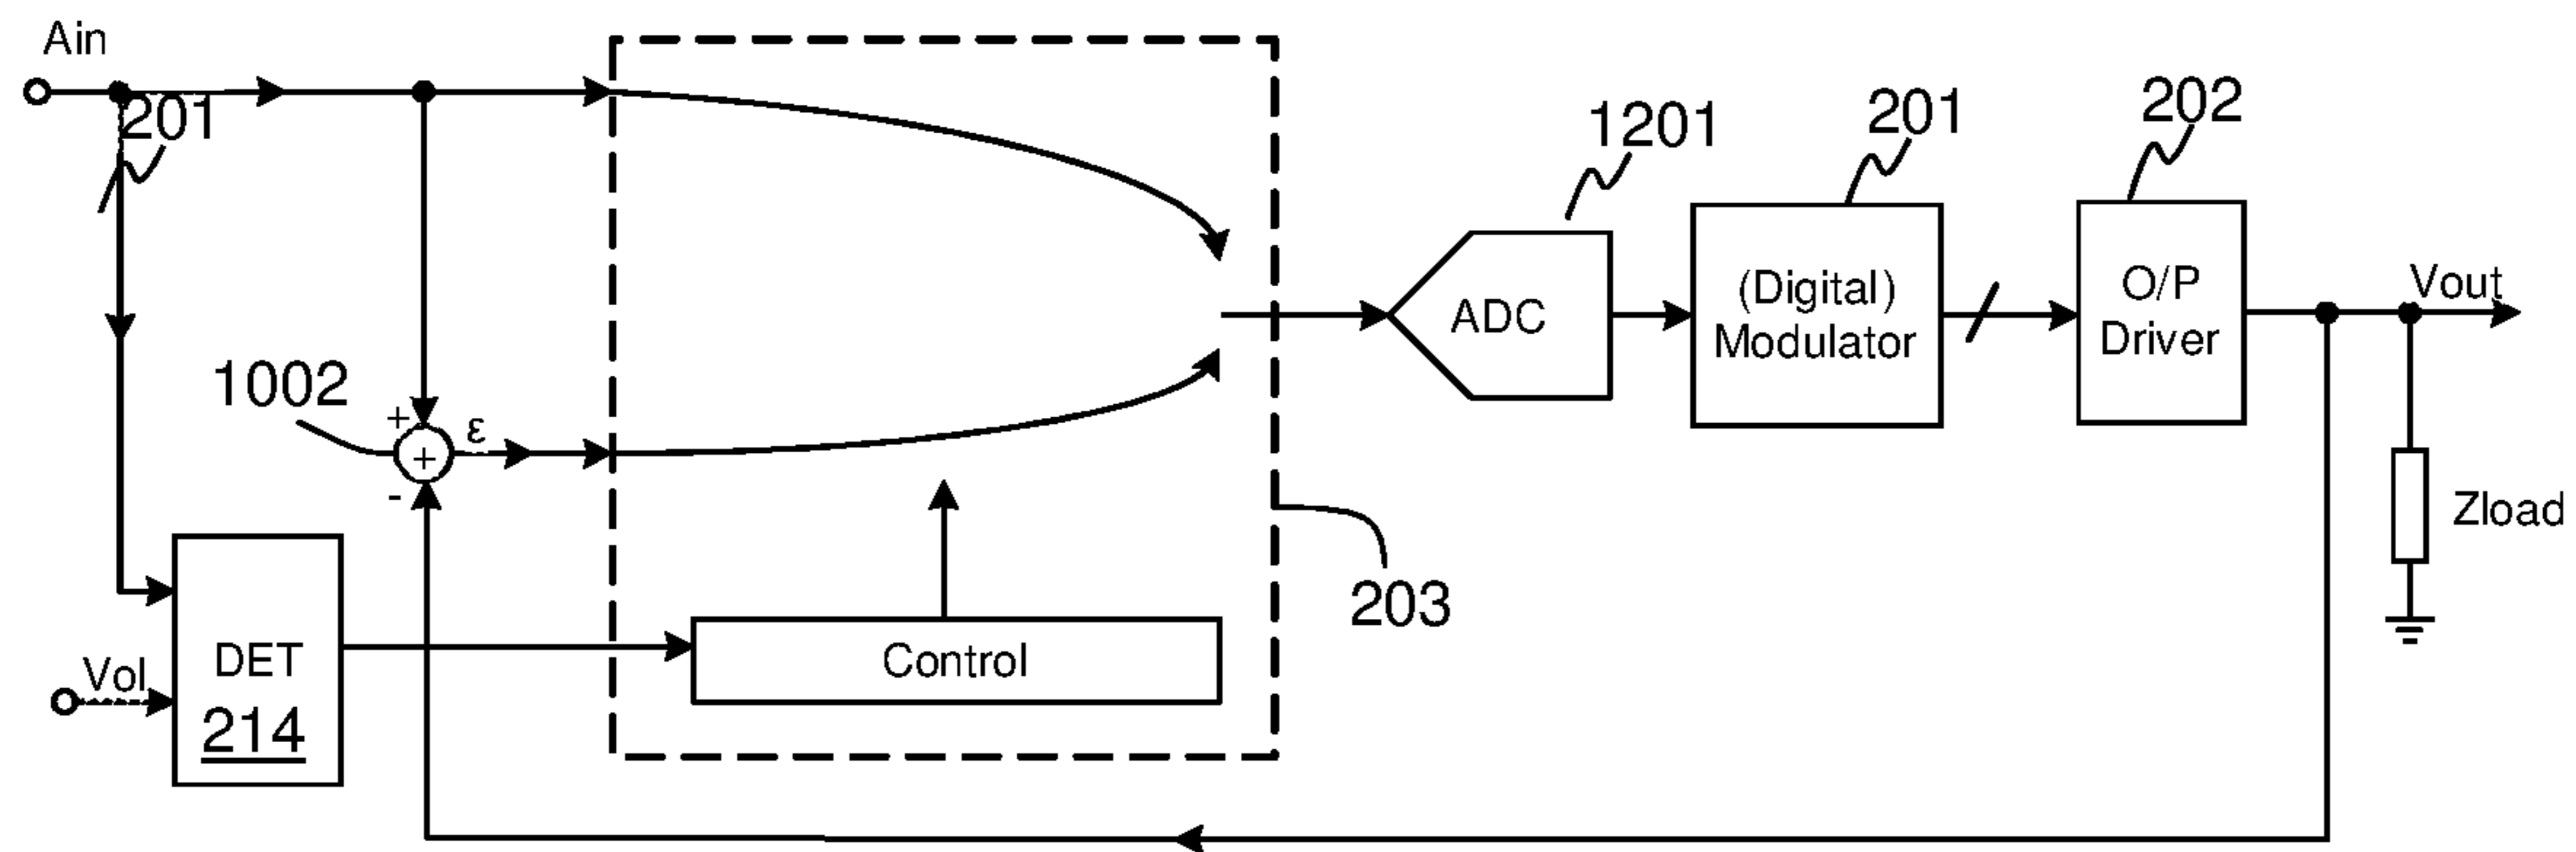 Ain
201
1002
+
ε
+
-
DET
214
Vol
Control
203
1201
ADC
201
(Digital)
Modulator
202
O/P
Driver
Vout
Zload